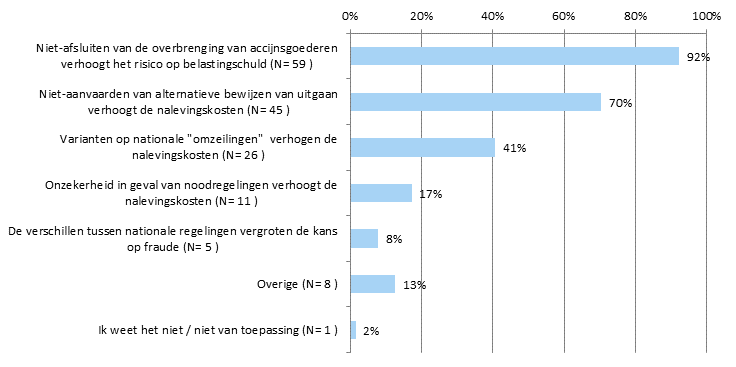 0% 20% 40% 60% 80% 100%
Niet-afsluiten van de overbrenging van accijnsgoederen
verhoogt het risico op belastingschuld (N= 59 )
92%
Niet-aanvaarden van alternatieve bewijzen van uitgaan
verhoogt de nalevingskosten (N= 45 )
70%
Varianten op nationale "omzeilingen"  verhogen de
nalevingskosten (N= 26 )
41%
Onzekerheid in geval van noodregelingen verhoogt de
nalevingskosten (N= 11 )
17%
De verschillen tussen nationale regelingen vergroten de kans
op fraude (N= 5 )
8%
Overige (N= 8 )
13%
Ik weet het niet / niet van toepassing (N= 1 )
2%